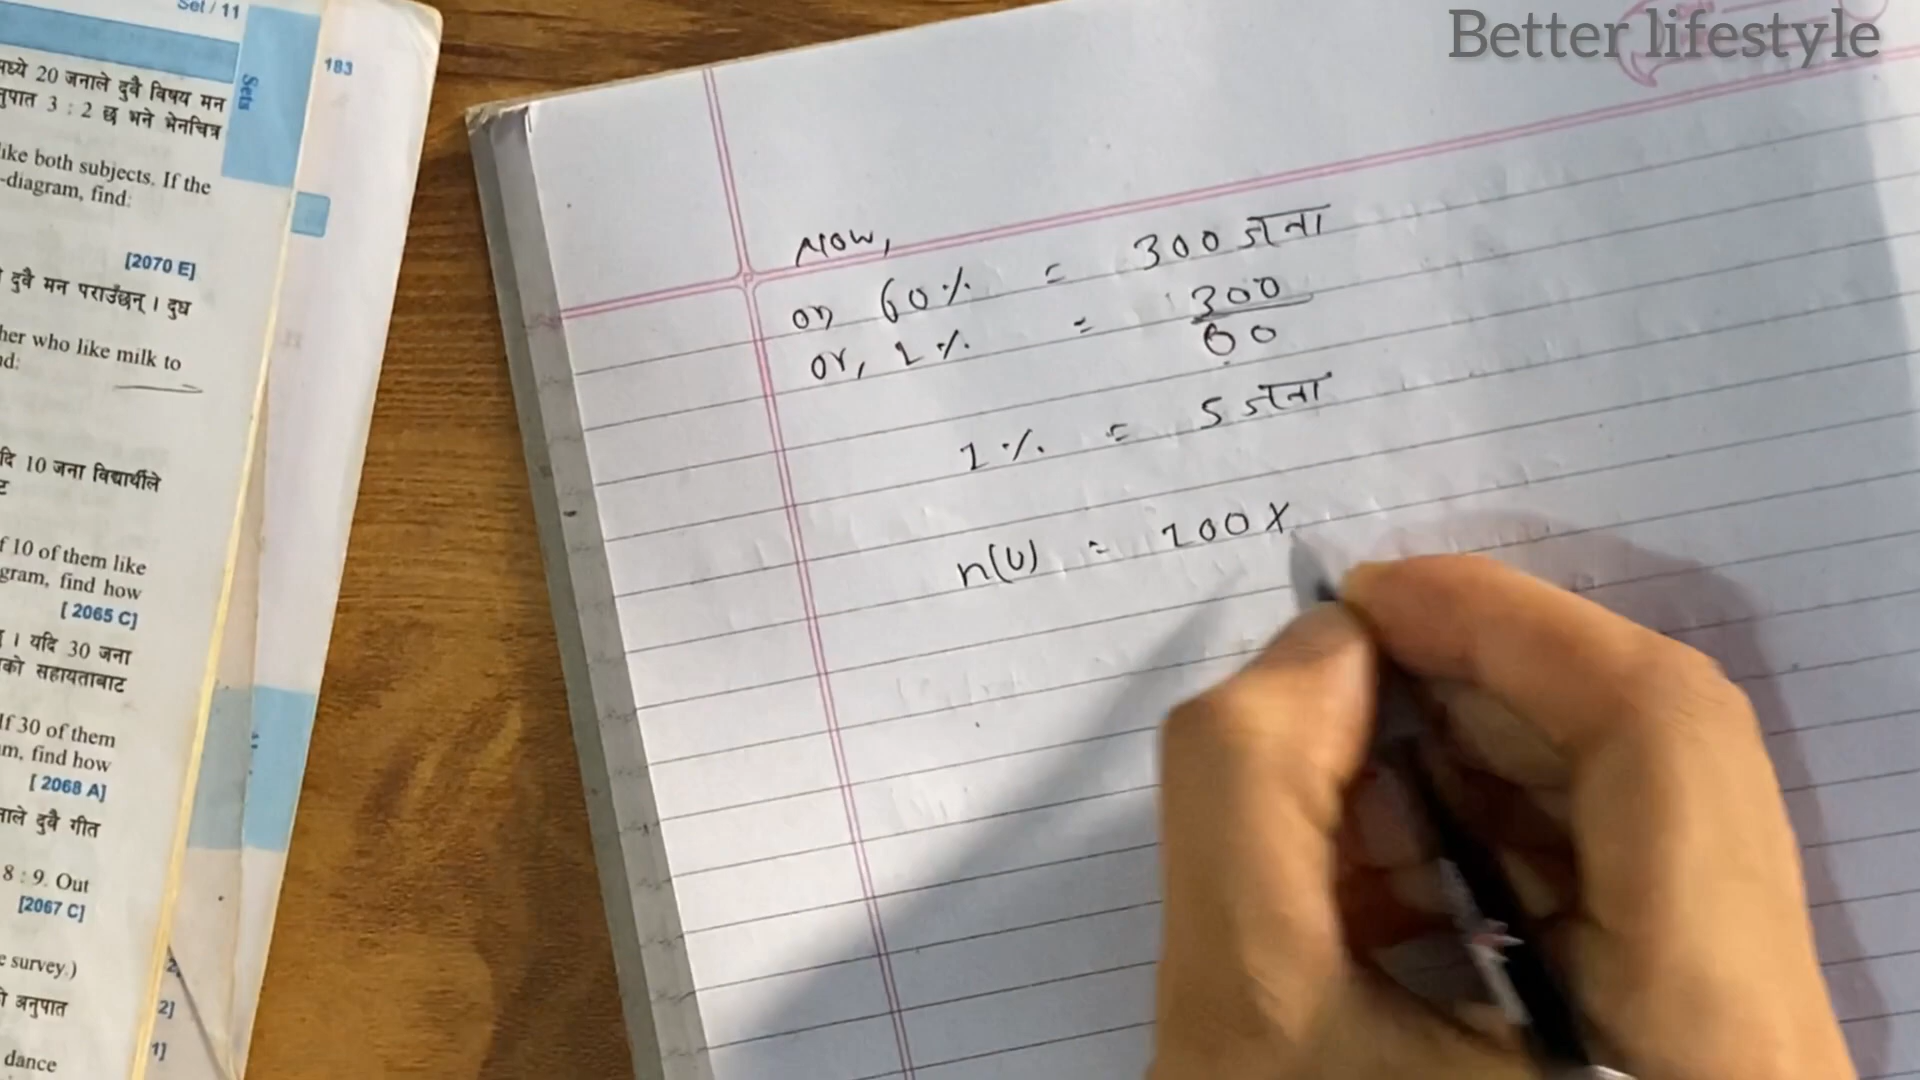 Better lifestyle
Set / 11
183
Sets
मध्ये 20 जनाले दुवै विषय मन
नुपात 3 : 2 छ भने भेनचित्र
ike both subjects. If the
-diagram, find:
[2070 E]
दुवै मन पराउँछन् । दुध
her who like milk to
nd:
दि 10 जना विद्यार्थीले
f 10 of them like
gram, find how
[ 2065 C]
। यदि 30 जना
को सहायताबाट
If 30 of them
m, find how
[ 2068 A]
नाले दुवै गीत
8 : 9. Out
[2067 C]
e survey.)
ो अनुपात
dance
2]
1]
Now,
or, 60% = 300 जना
or, 1% = 300
60
1% = 5 जना
n(U) = 100 X